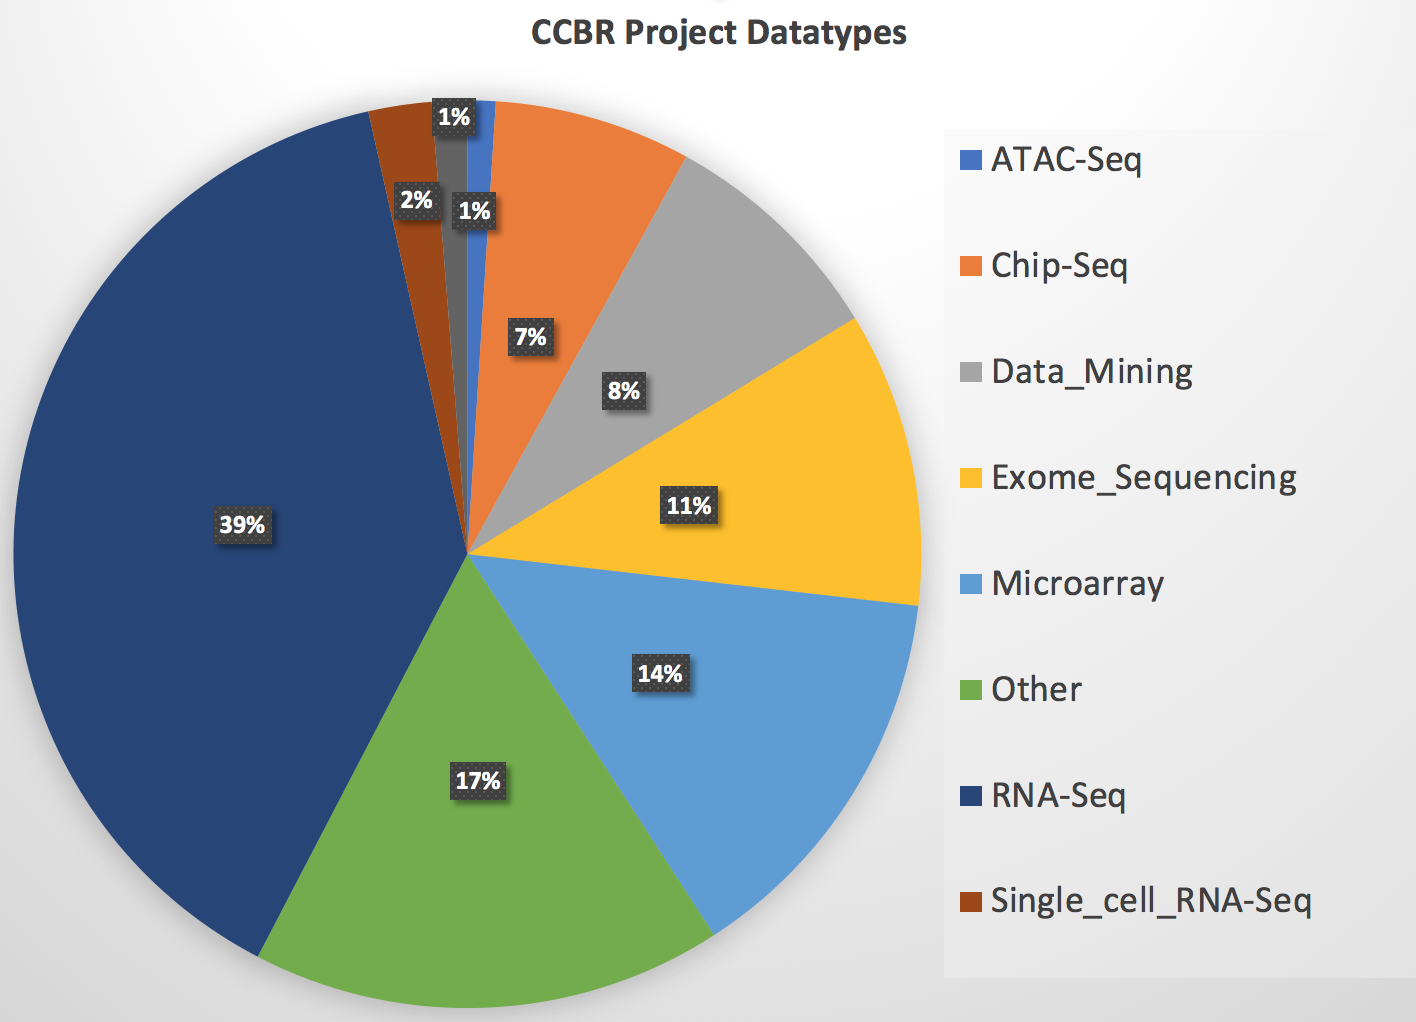 CCBR Project Datatypes
1%
1%
2%
7%
8%
11%
14%
17%
39%
ATAC-Seq
Chip-Seq
Data_Mining
Exome_Sequencing
Microarray
Other
RNA-Seq
Single_cell_RNA-Seq